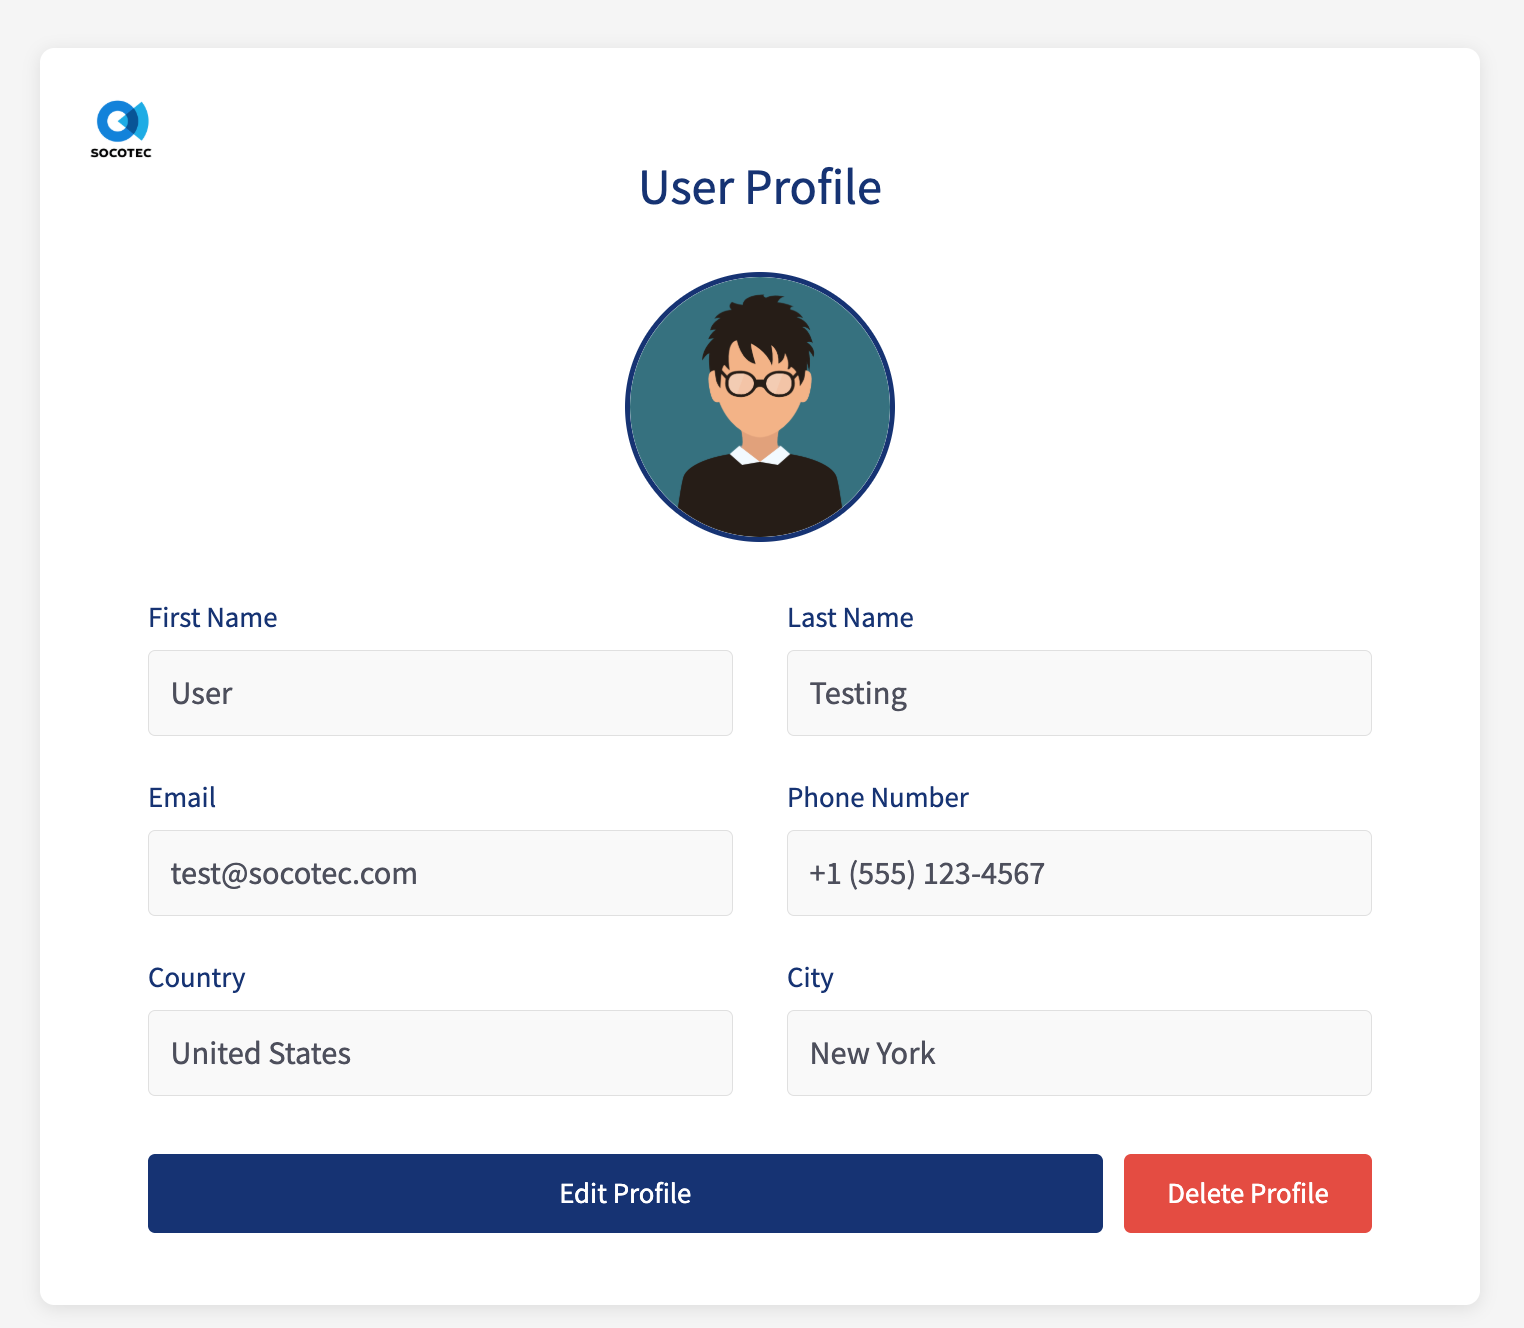 SOCOTEC
User Profile
First Name
Last Name
User
Testing
Email
Phone Number
test@socotec.com
+1 (555) 123-4567
Country
City
United States
New York
Edit Profile
Delete Profile